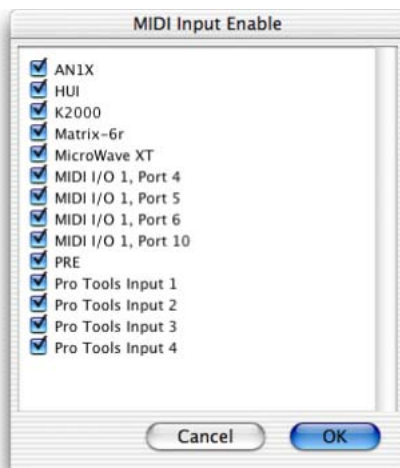 MIDI Input Enable
AN1X
HUI
K2000
Matrix-6r
MicroWave XT
MIDI I/O 1, Port 4
MIDI I/O 1, Port 5
MIDI I/O 1, Port 6
MIDI I/O 1, Port 10
PRE
Pro Tools Input 1
Pro Tools Input 2
Pro Tools Input 3
Pro Tools Input 4
Cancel OK